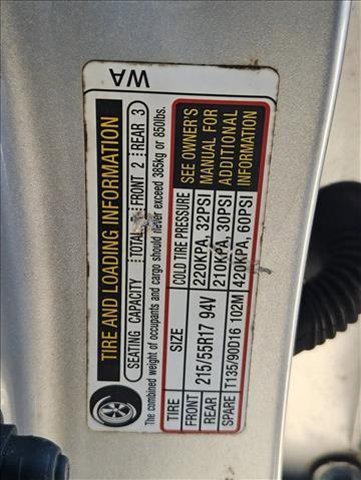 WA
TIRE AND LOADING INFORMATION
SEATING CAPACITY TOTAL FRONT 2 REAR 3
The combined weight of occupants and cargo should never exceed 385kg or 850lbs.
TIRE SIZE COLD TIRE PRESSURE SEE OWNER'S
FRONT 215/55R17 94V 220KPA, 32PSI MANUAL FOR
REAR 210KPA, 30PSI ADDITIONAL
SPARE T135/90D16 102M 420KPA, 60PSI INFORMATION